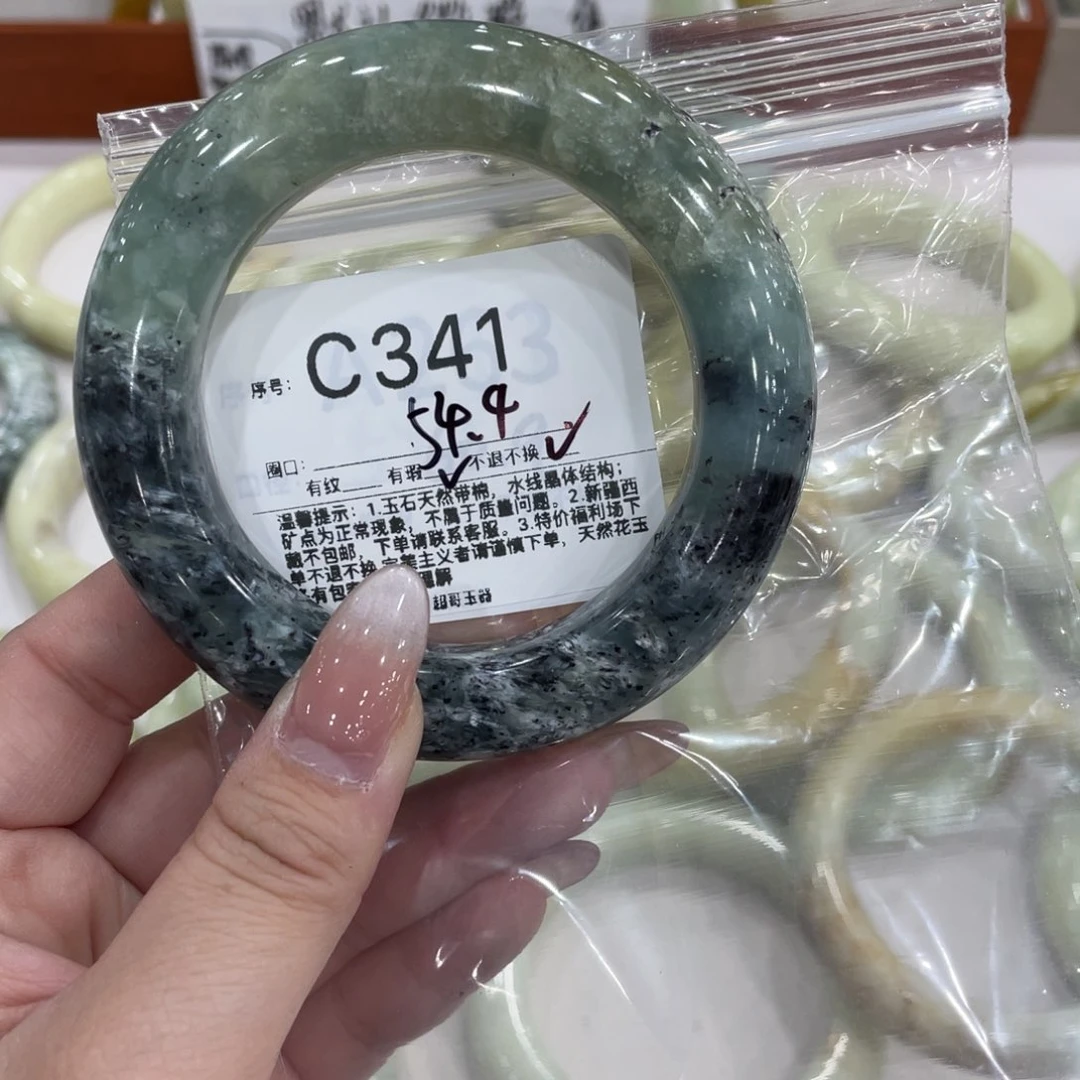 序号: C341
圈口: 54.4
有纹 有瑕✓ 不退不换✓
温馨提示: 1.玉石天然带棉, 水线晶体结构;
矿点为正常现象, 不属于质量问题。2.新疆西
藏不包邮, 下单请联系客服。3.特价福利场下
单不退不换,完美主义者请谨慎下单, 天然花玉
有包 理解
超哥玉器